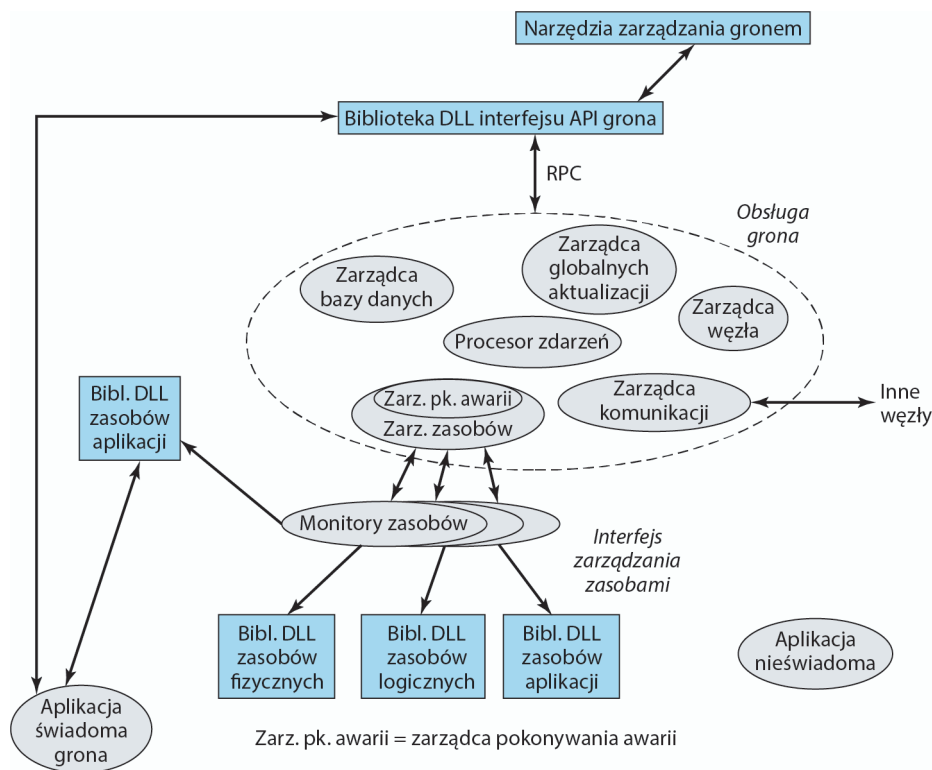 Narzędzia zarządzania gronem
Biblioteka DLL interfejsu API grona
RPC
Obsługa
grona
Zarządca
globalnych
aktualizacji
Zarządca
bazy danych
Zarządca
węzła
Procesor zdarzeń
Bibl. DLL
zasobów
aplikacji
Zarz. pk. awarii
Zarz. zasobów
Zarządca
komunikacji
Inne
węzły
Monitory zasobów
Interfejs
zarządzania
zasobami
Bibl. DLL
zasobów
fizycznych
Bibl. DLL
zasobów
logicznych
Bibl. DLL
zasobów
aplikacji
Aplikacja
nieświadoma
Aplikacja
świadoma
grona
Zarz. pk. awarii = zarządca pokonywania awarii